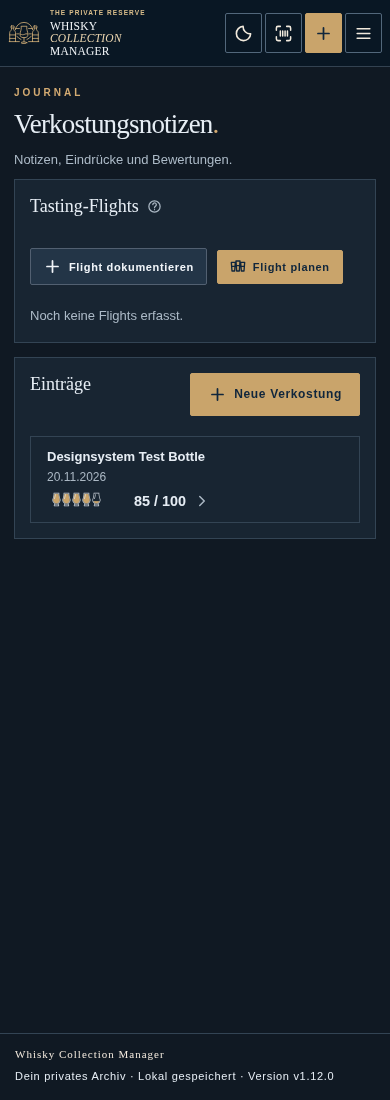 THE PRIVATE RESERVE
WHISKY
COLLECTION
MANAGER
JOURNAL
Verkostungsnotizen.
Notizen, Eindrücke und Bewertungen.
Tasting-Flights
Flight dokumentieren
Flight planen
Noch keine Flights erfasst.
Einträge
Neue Verkostung
Designsystem Test Bottle
20.11.2026
85 / 100
Whisky Collection Manager
Dein privates Archiv · Lokal gespeichert · Version v1.12.0